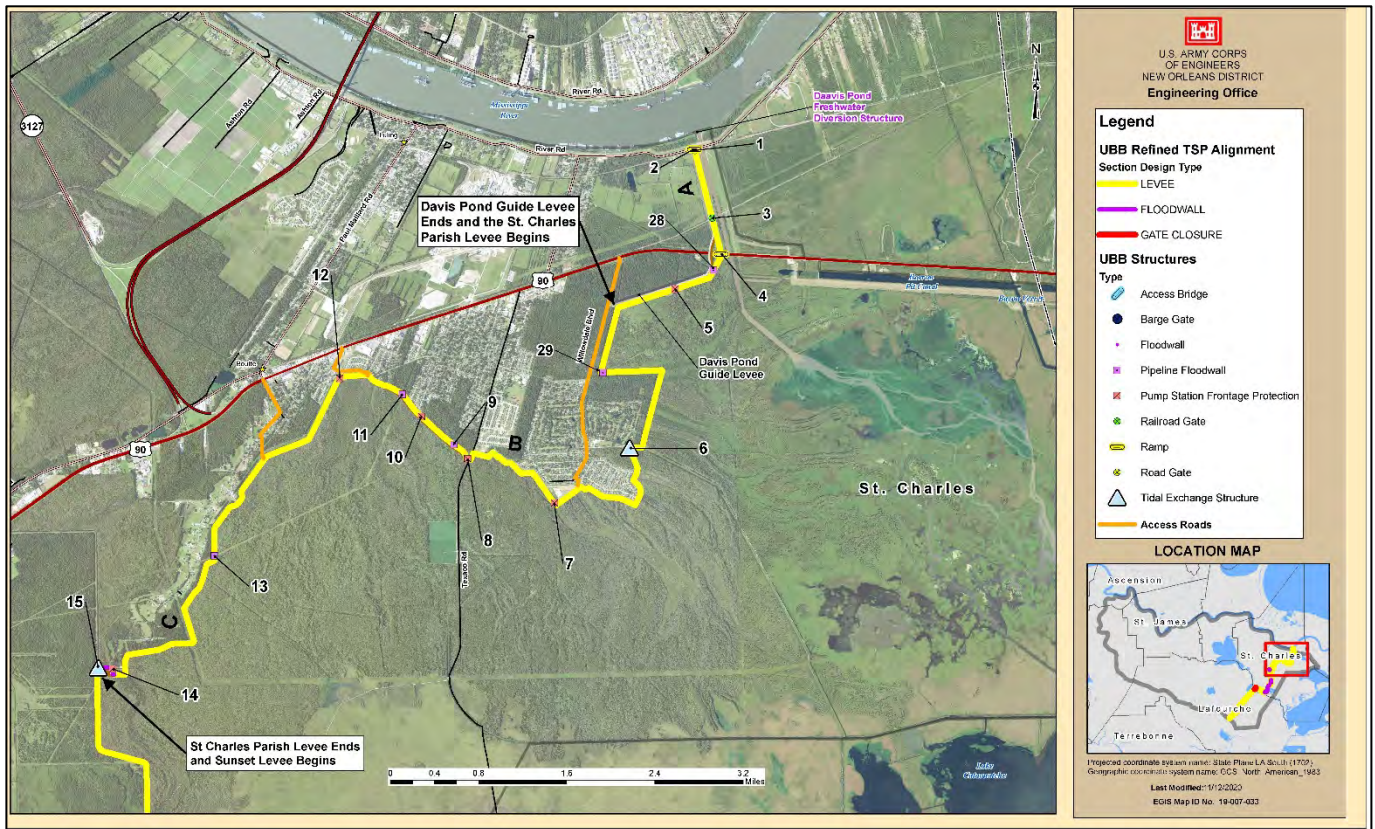 3127
Ashton Rd
Ashton Rd
River Rd
Mississippi
River
Daavis Pond
Freshwater
Diversion Structure
N
Luling
River Rd
1
2
A
Paul Maillard Rd
Davis Pond Guide Levee
Ends and the St. Charles
Parish Levee Begins
28
3
12
90
4
5
Willowdale Blvd
Davis Pond
Guide Levee
29
Boutte
9
11
10
B
6
90
St. Charles
8
7
Texaco Rd
13
C
15
14
St Charles Parish Levee Ends
and Sunset Levee Begins
0 0.4 0.8 1.6 2.4 3.2
Miles
Lake
U.S. ARMY CORPS
OF ENGINEERS
NEW ORLEANS DISTRICT
Engineering Office
Legend
UBB Refined TSP Alignment
Section Design Type
LEVEE
FLOODWALL
GATE CLOSURE
UBB Structures
Type
Access Bridge
Barge Gate
Floodwall
Pipeline Floodwall
Pump Station Frontage Protection
Railroad Gate
Ramp
Road Gate
Tidal Exchange Structure
Access Roads
LOCATION MAP
Ascension
St. James
St. Charles
Lafourche
Terrebonne
Projected coordinate system name: State Plane LA South (1702)
Geographic coordinate system name: GCS North American_1983
Last Modified:11/12/2020
EGIS Map ID No. 19-007-033